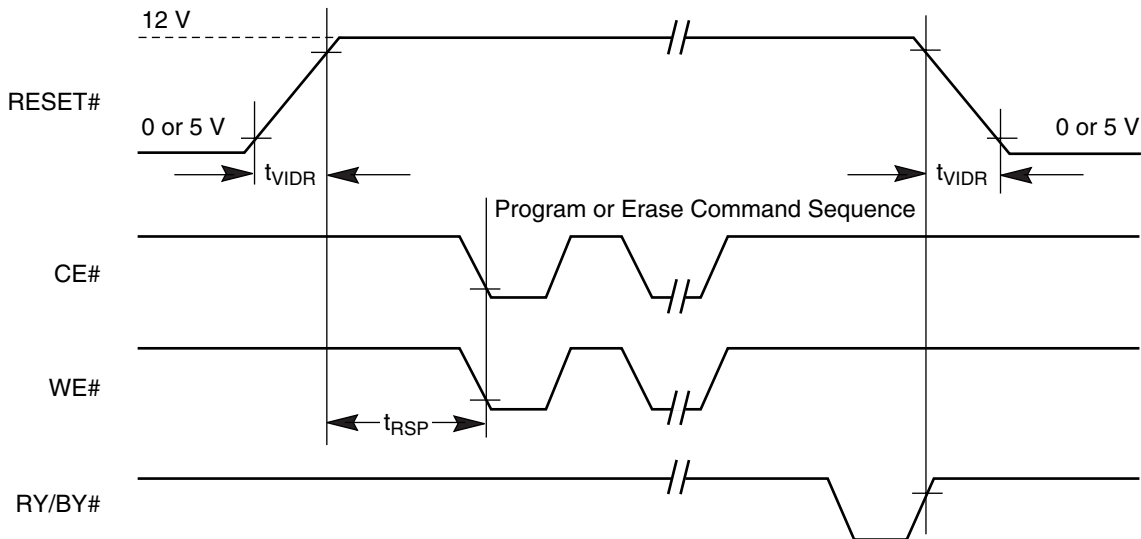 12 V
RESET#
0 or 5 V
0 or 5 V
tVIDR
tVIDR
Program or Erase Command Sequence
CE#
WE#
tRSP
RY/BY#